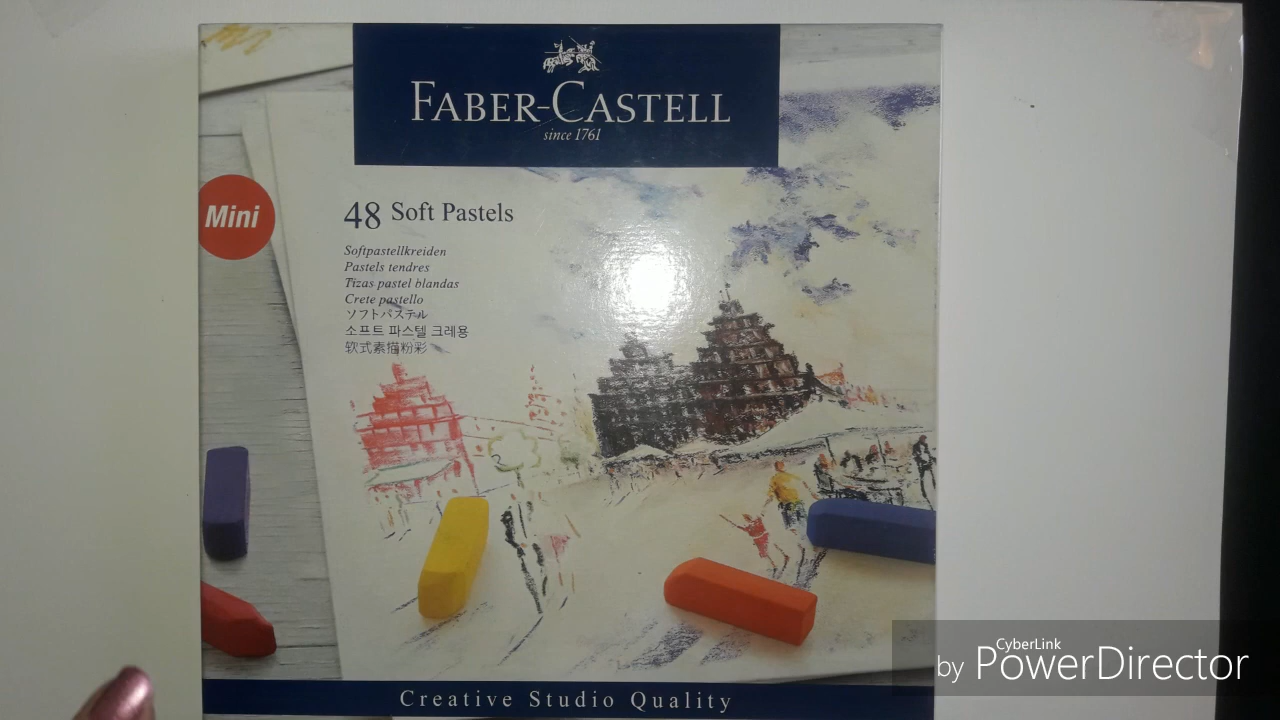 FABER-CASTELL
since 1761
Mini
48 Soft Pastels
Softpastellkreiden
Pastels tendres
Tizas pastel blandas
Crete pastello
ソフトパステル
소프트 파스텔 크레용
软式素描粉彩
Creative Studio Quality
CyberLink
by PowerDirector